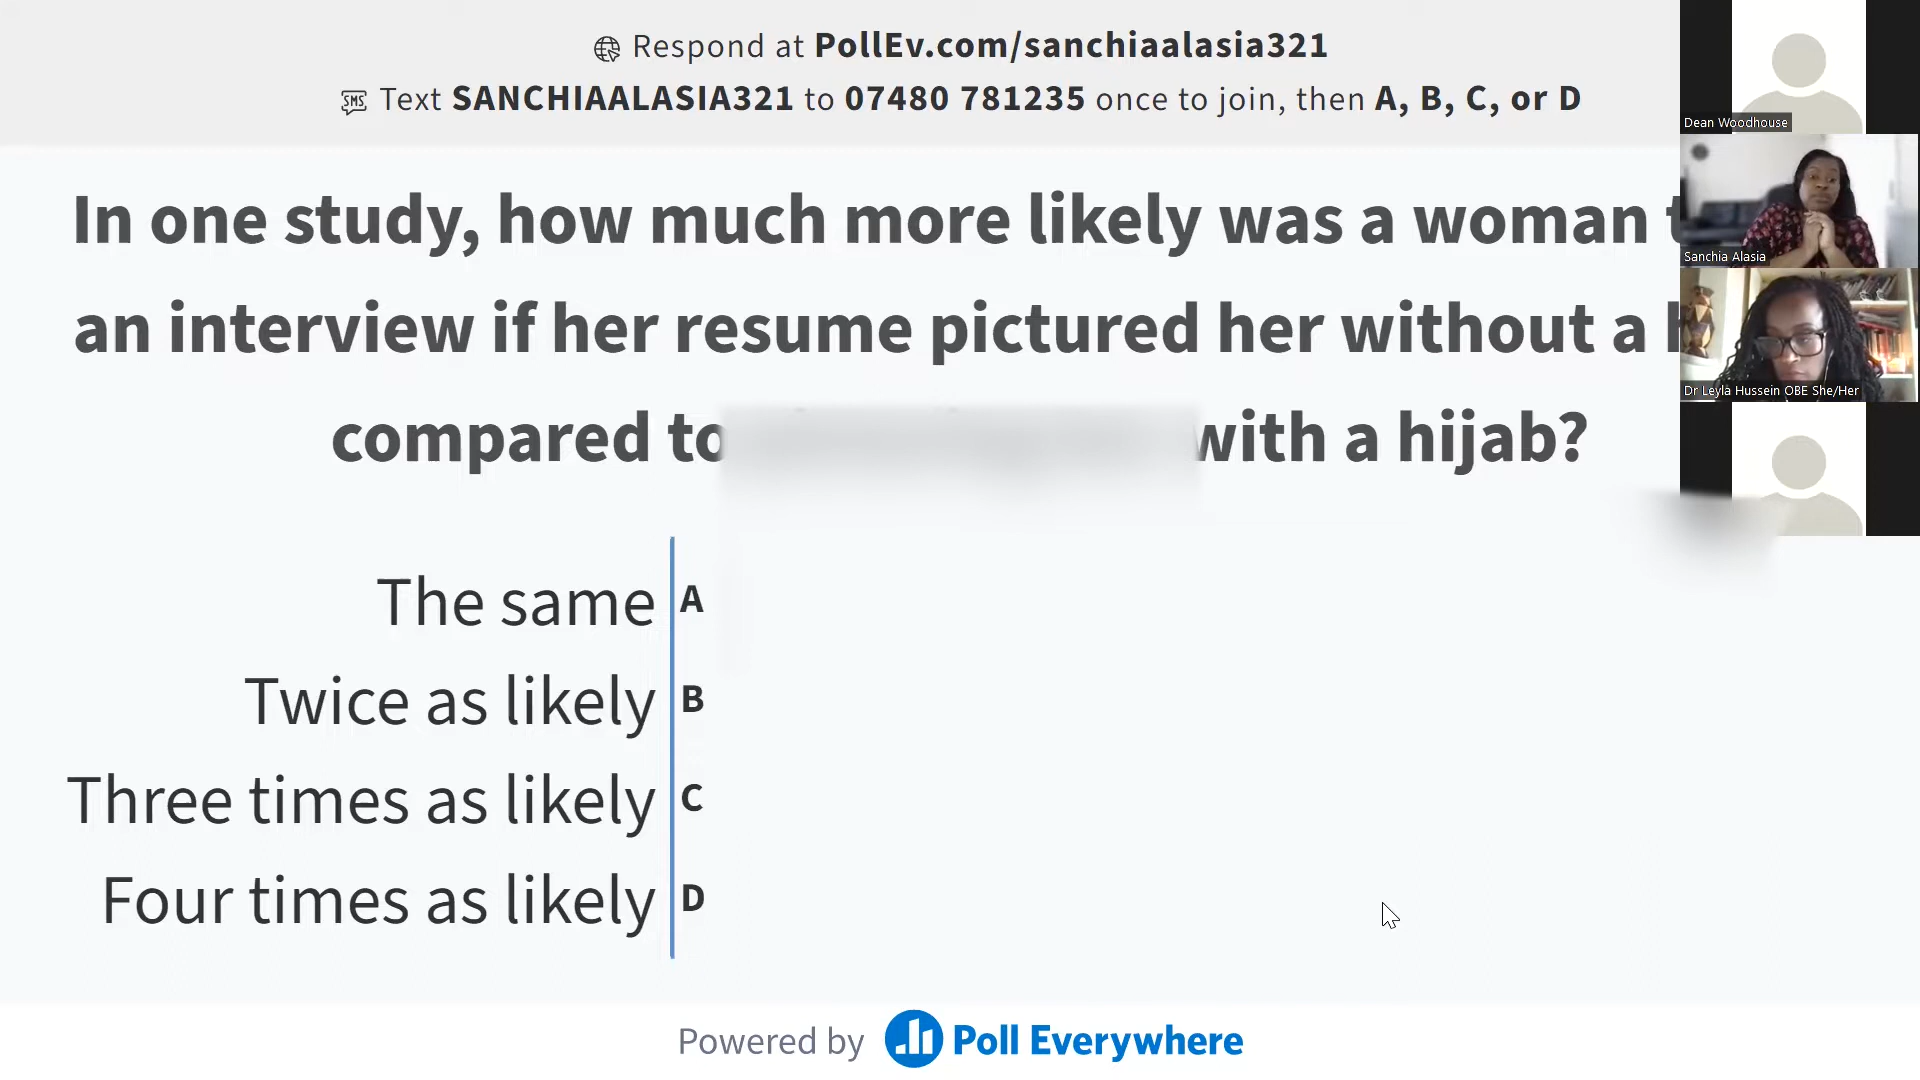 Respond at PollEv.com/sanchiaalasia321
Text SANCHIAALASIA321 to 07480 781235 once to join, then A, B, C, or D
In one study, how much more likely was a woman
an interview if her resume pictured her without a
compared to with a hijab?
The same A
Twice as likely B
Three times as likely C
Four times as likely D
Powered by Poll Everywhere
Dean Woodhouse
Sanchia Alasia
Dr Leyla Hussein OBE She/Her